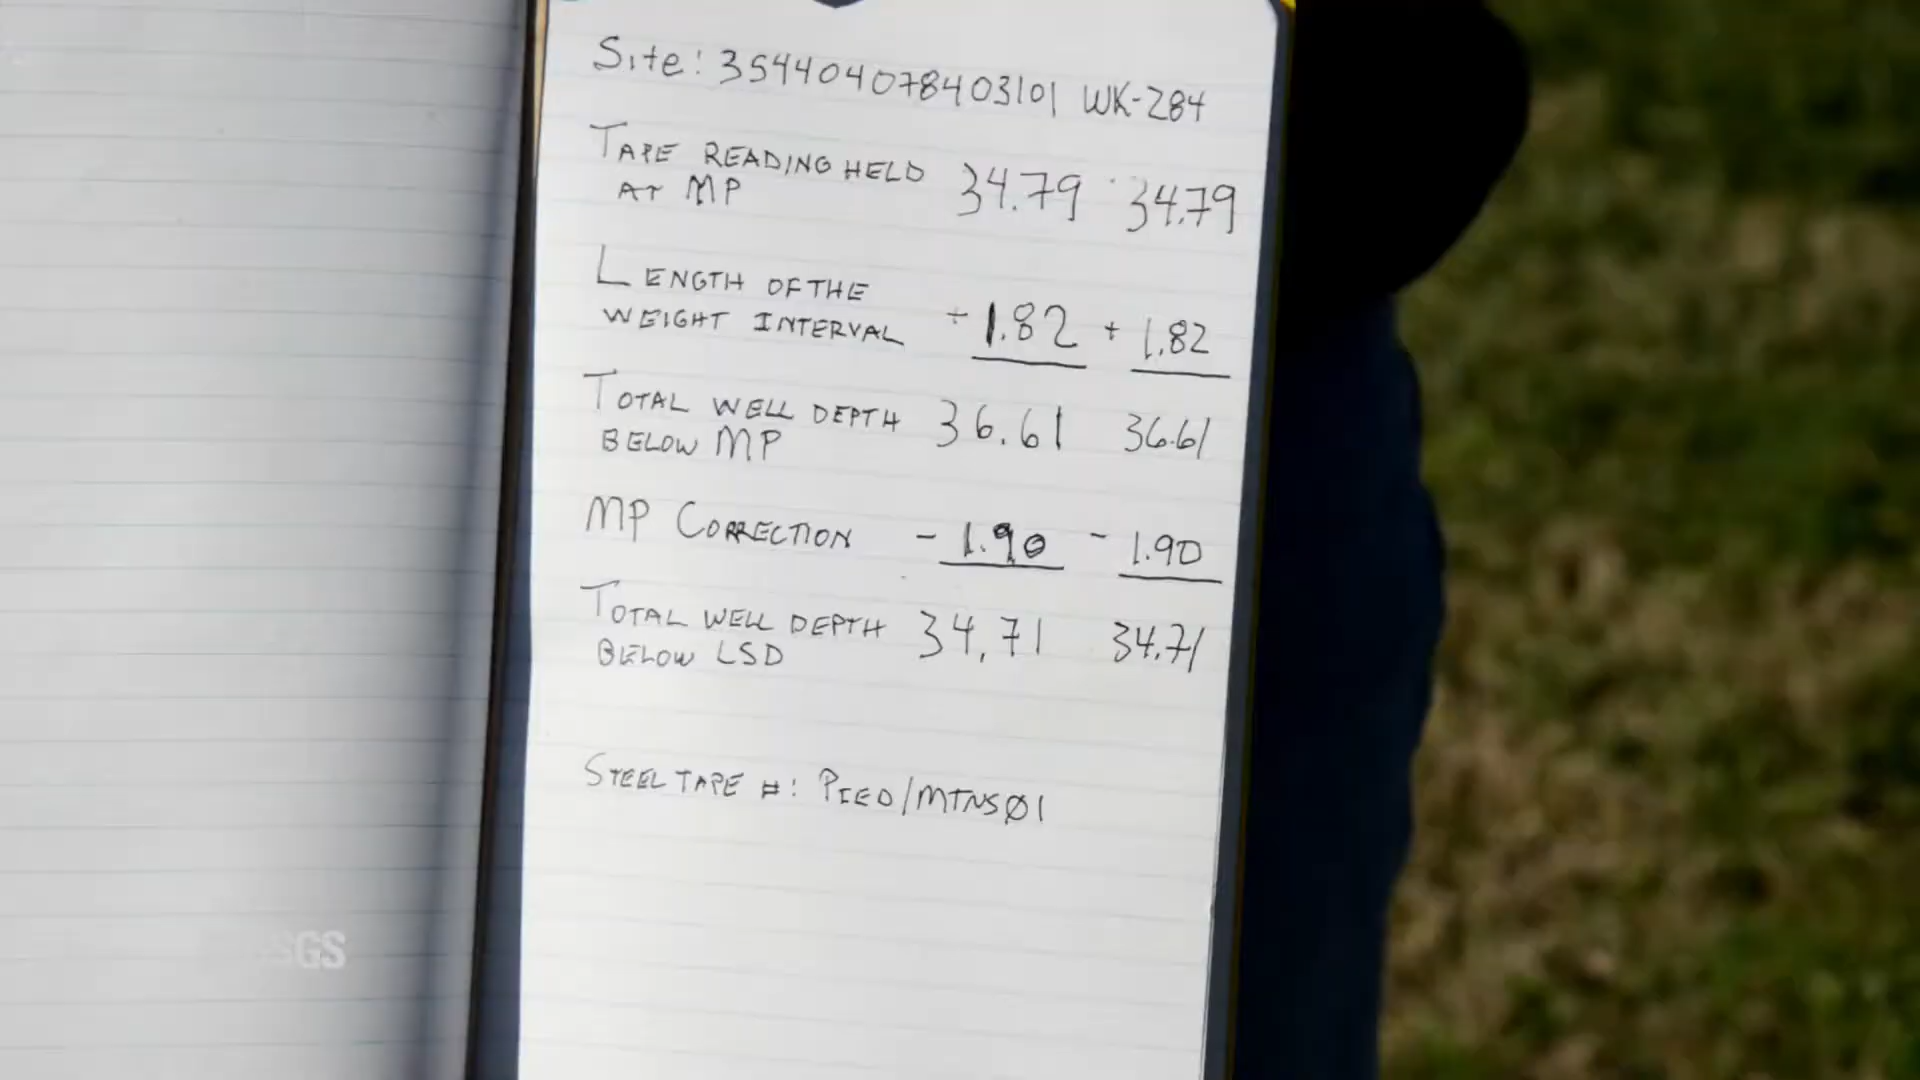 Site: 354404078403101 WK-284
TAPE READING HELD 34.79 34.79
AT MP
LENGTH OF THE
WEIGHT INTERVAL + 1.82 + 1.82
TOTAL WELL DEPTH 36.61 36.61
BELOW MP
MP CORRECTION - 1.90 - 1.90
TOTAL WELL DEPTH 34.71 34.71
BELOW LSD
STEEL TAPE #: PIED/MTNSØ1
SGS